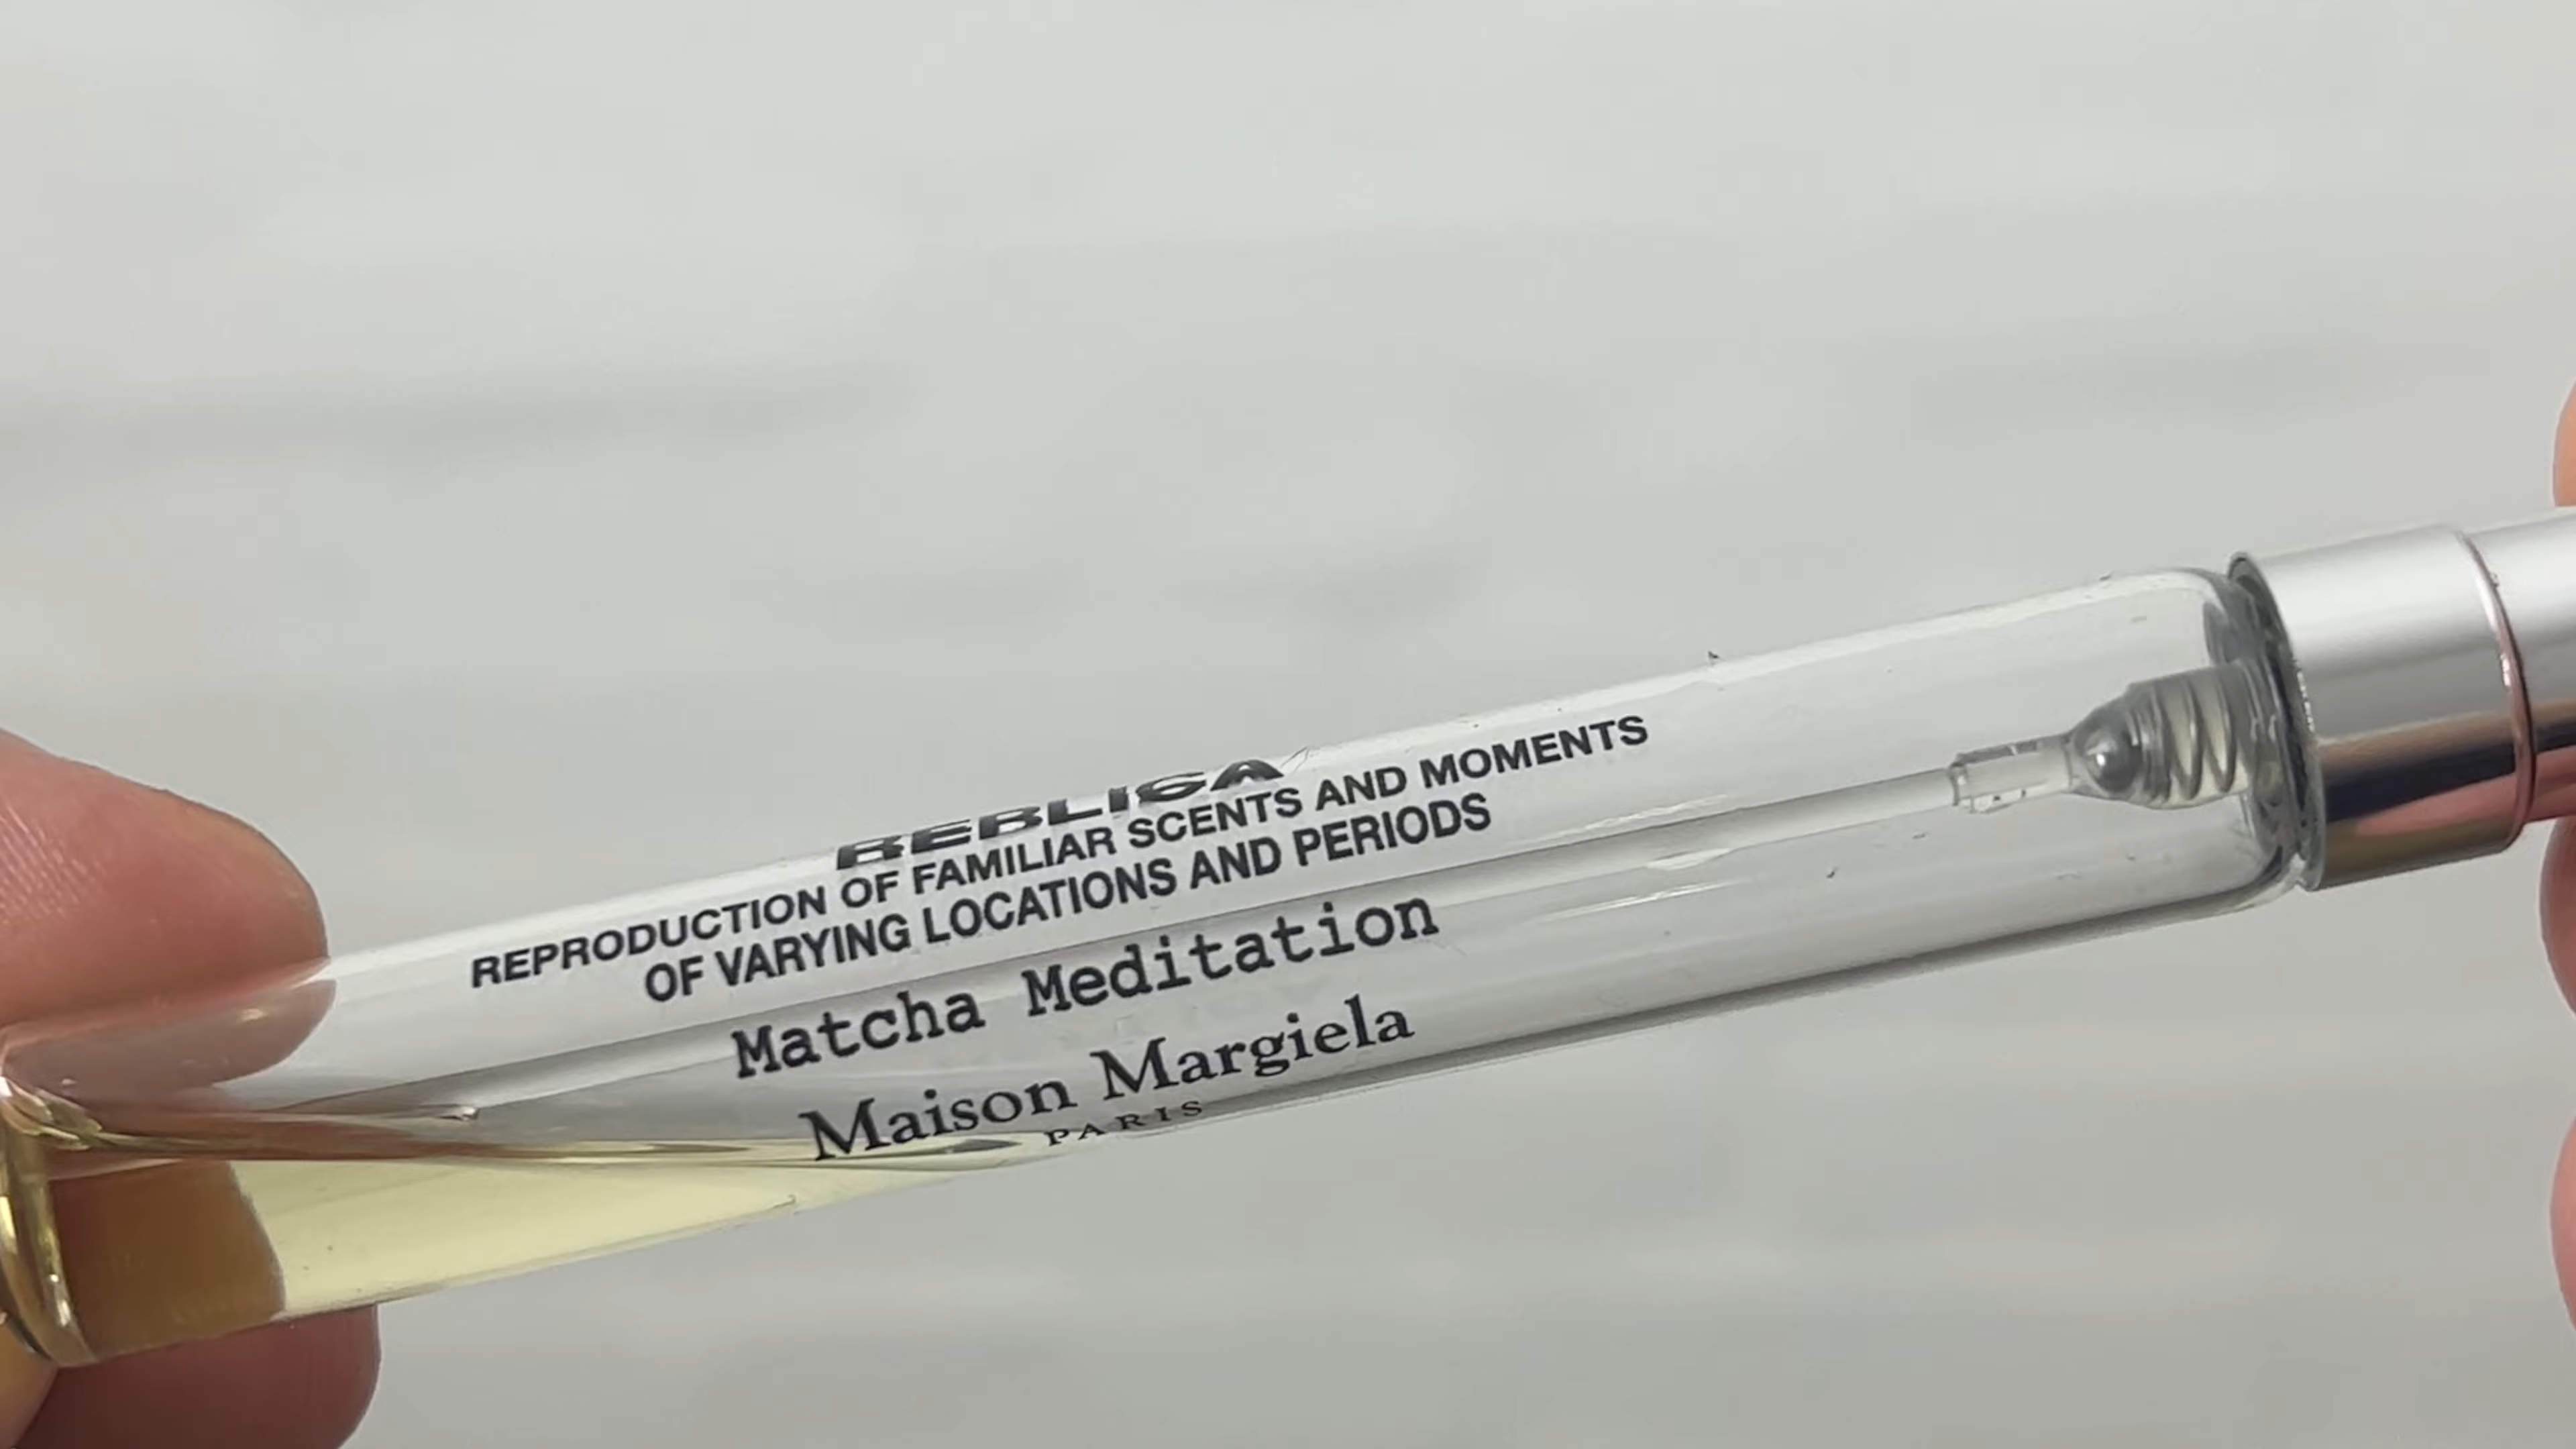 REPLICA
REPRODUCTION OF FAMILIAR SCENTS AND MOMENTS
OF VARYING LOCATIONS AND PERIODS
Matcha Meditation
Maison Margiela
PARIS